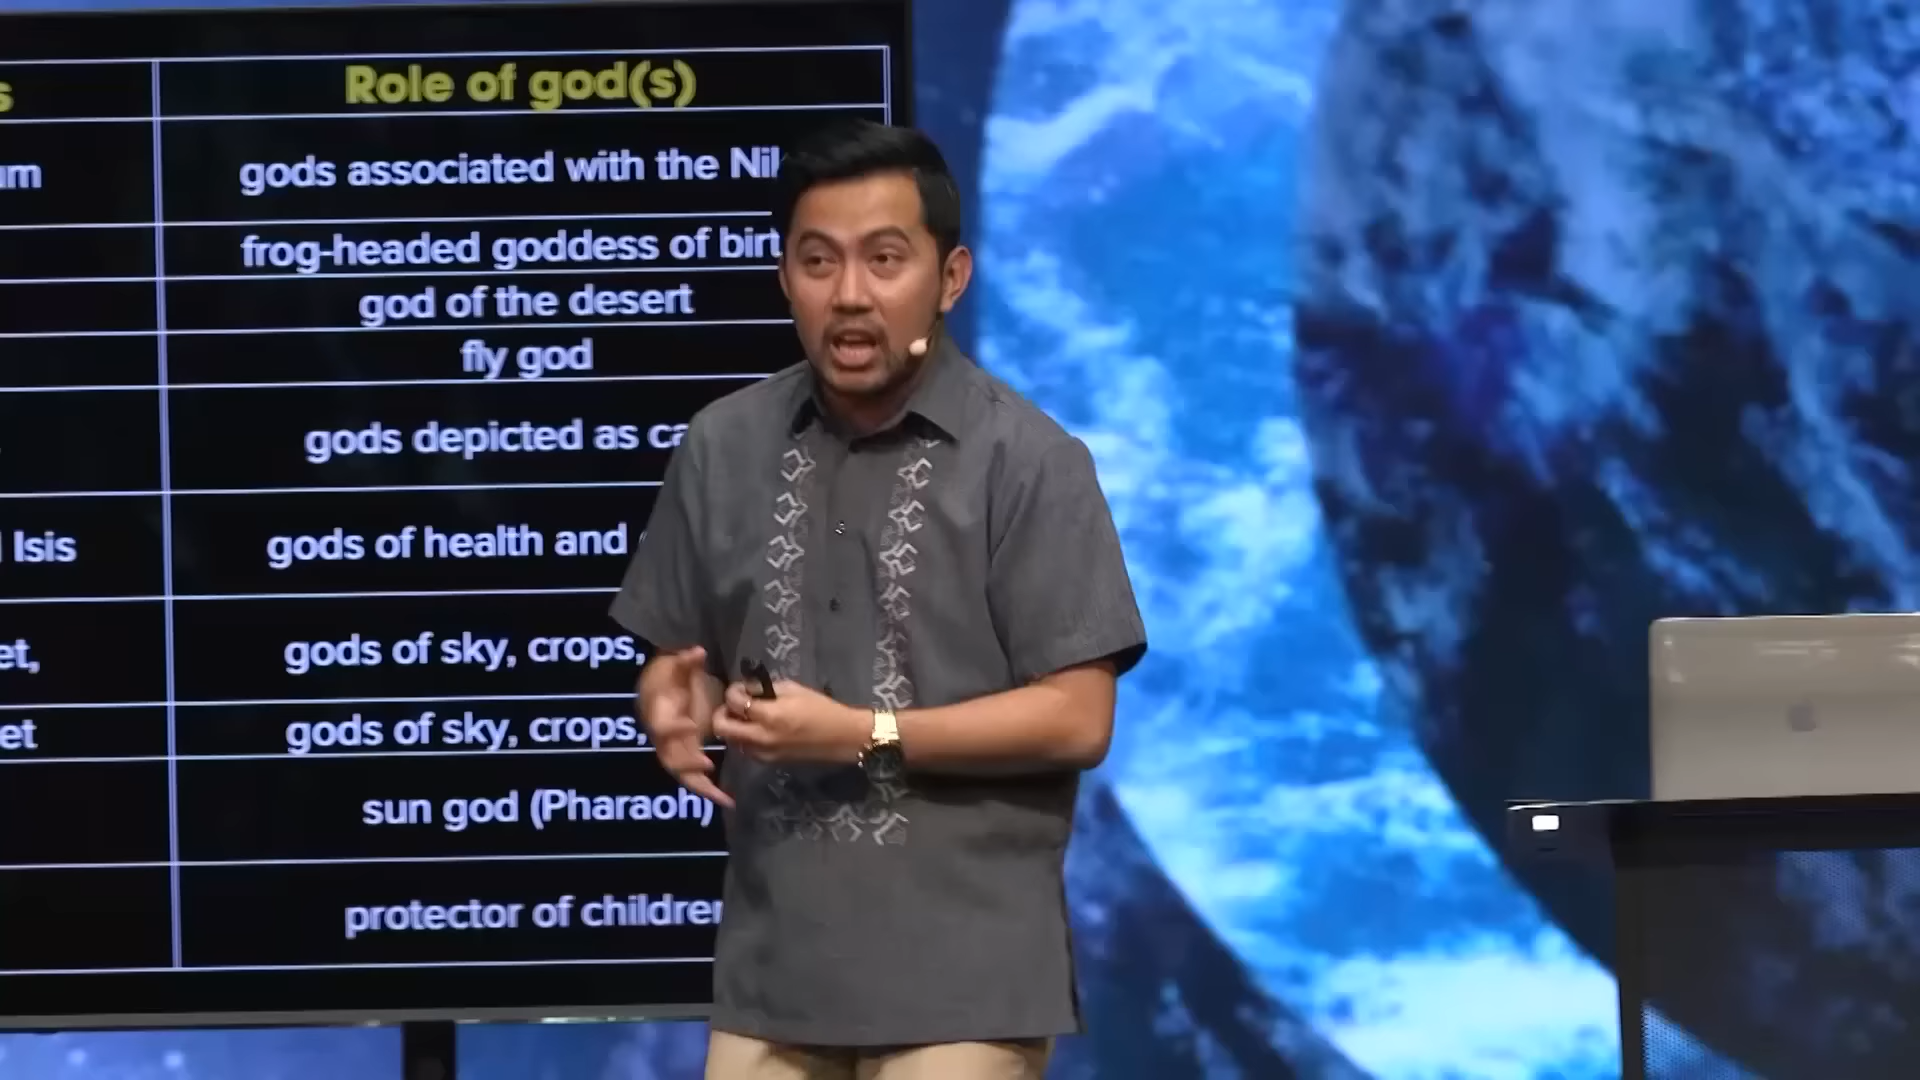 s
Role of god(s)
um
gods associated with the Nil
frog-headed goddess of birt
god of the desert
fly god
gods depicted as ca
Isis
gods of health and
et,
gods of sky, crops,
et
gods of sky, crops,
sun god (Pharaoh)
protector of children